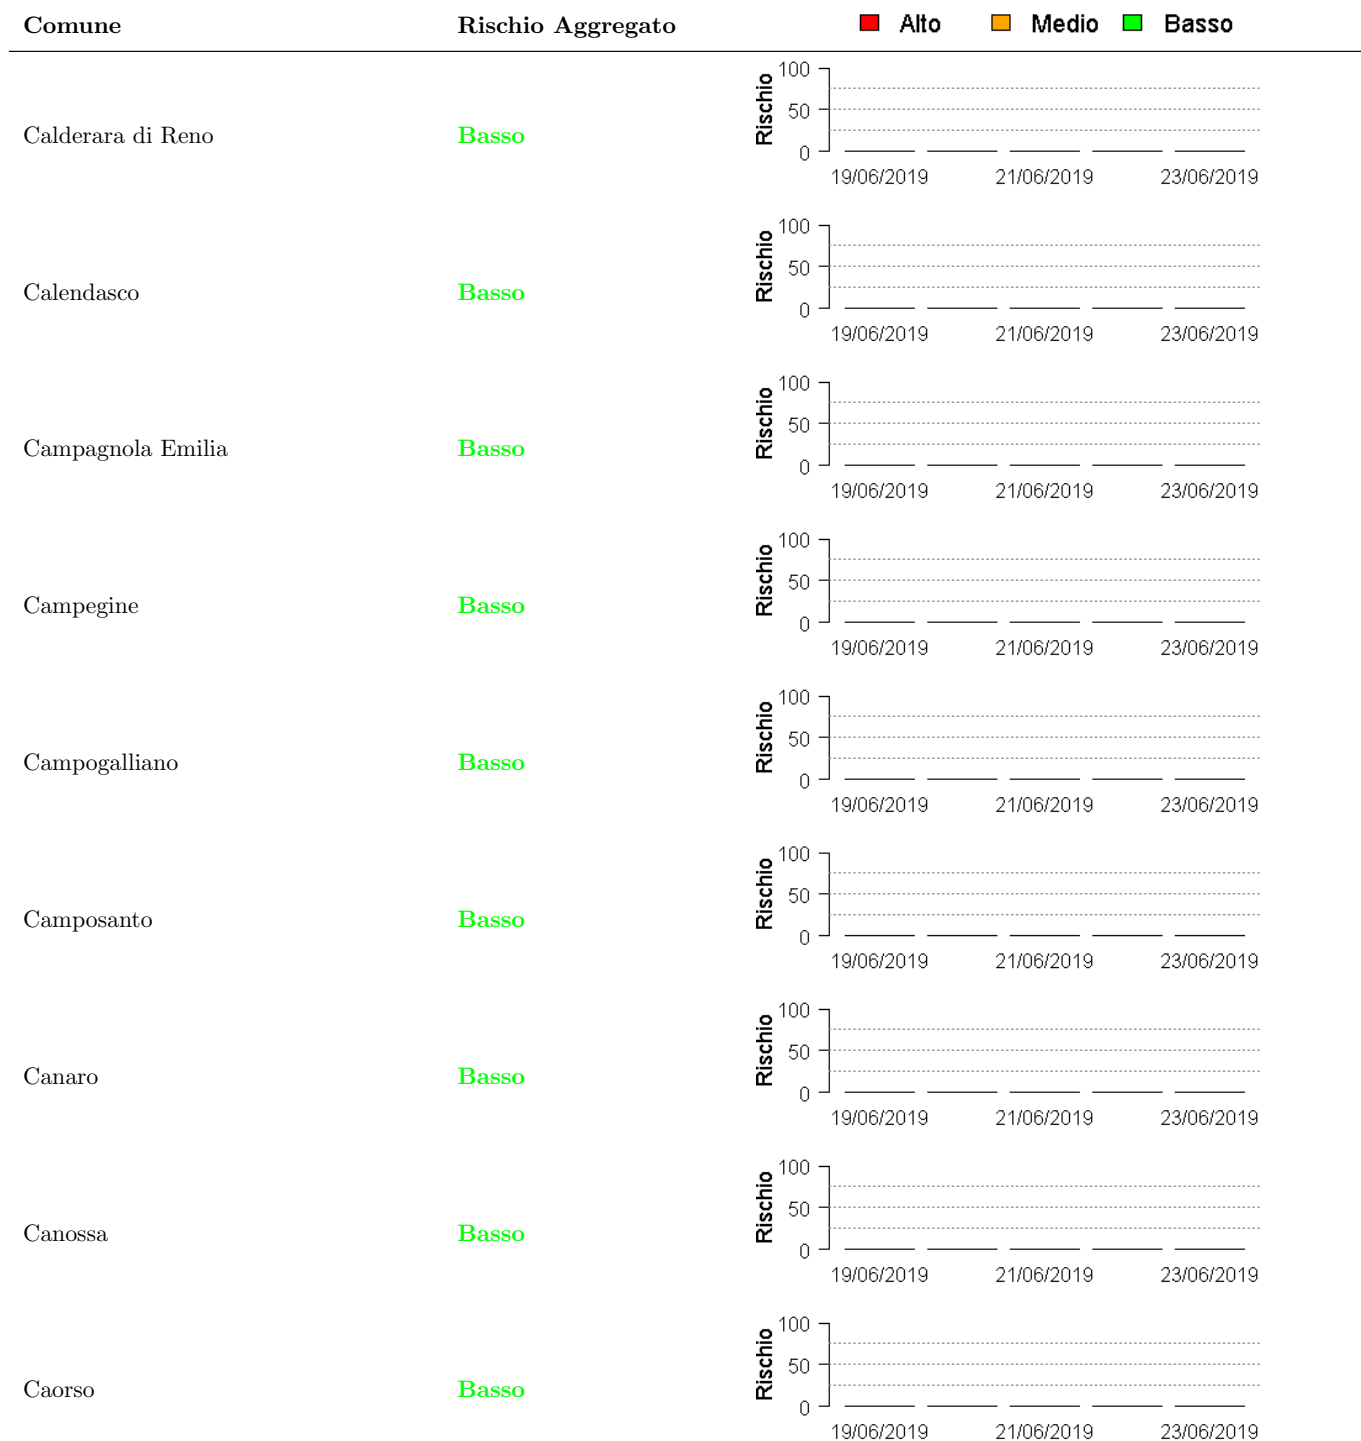 Comune Rischio Aggregato Alto Medio Basso
100
50
0
Rischio
Calderara di Reno Basso
19/06/2019 21/06/2019 23/06/2019
100
50
0
Rischio
Calendasco Basso
19/06/2019 21/06/2019 23/06/2019
100
50
0
Rischio
Campagnola Emilia Basso
19/06/2019 21/06/2019 23/06/2019
100
50
0
Rischio
Campegine Basso
19/06/2019 21/06/2019 23/06/2019
100
50
0
Rischio
Campogalliano Basso
19/06/2019 21/06/2019 23/06/2019
100
50
0
Rischio
Camposanto Basso
19/06/2019 21/06/2019 23/06/2019
100
50
0
Rischio
Canaro Basso
19/06/2019 21/06/2019 23/06/2019
100
50
0
Rischio
Canossa Basso
19/06/2019 21/06/2019 23/06/2019
100
50
0
Rischio
Caorso Basso
19/06/2019 21/06/2019 23/06/2019